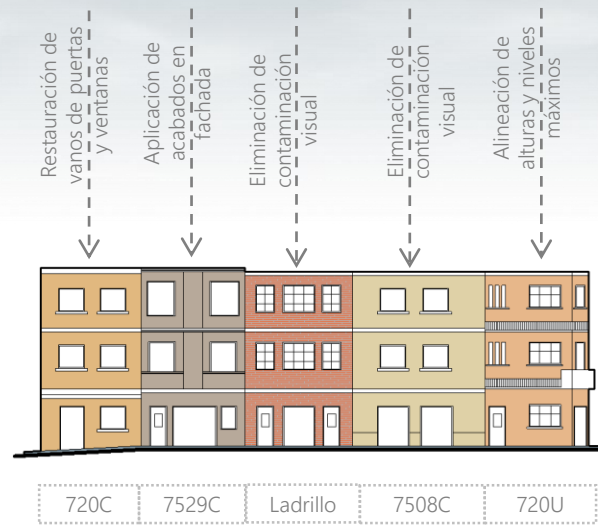 Restauración de
vanos de puertas
y ventanas
Aplicación de
acabados en
fachada
Eliminación de
contaminación
visual
Eliminación de
contaminación
visual
Alineación de
alturas y niveles
máximos
720C
7529C
Ladrillo
7508C
720U